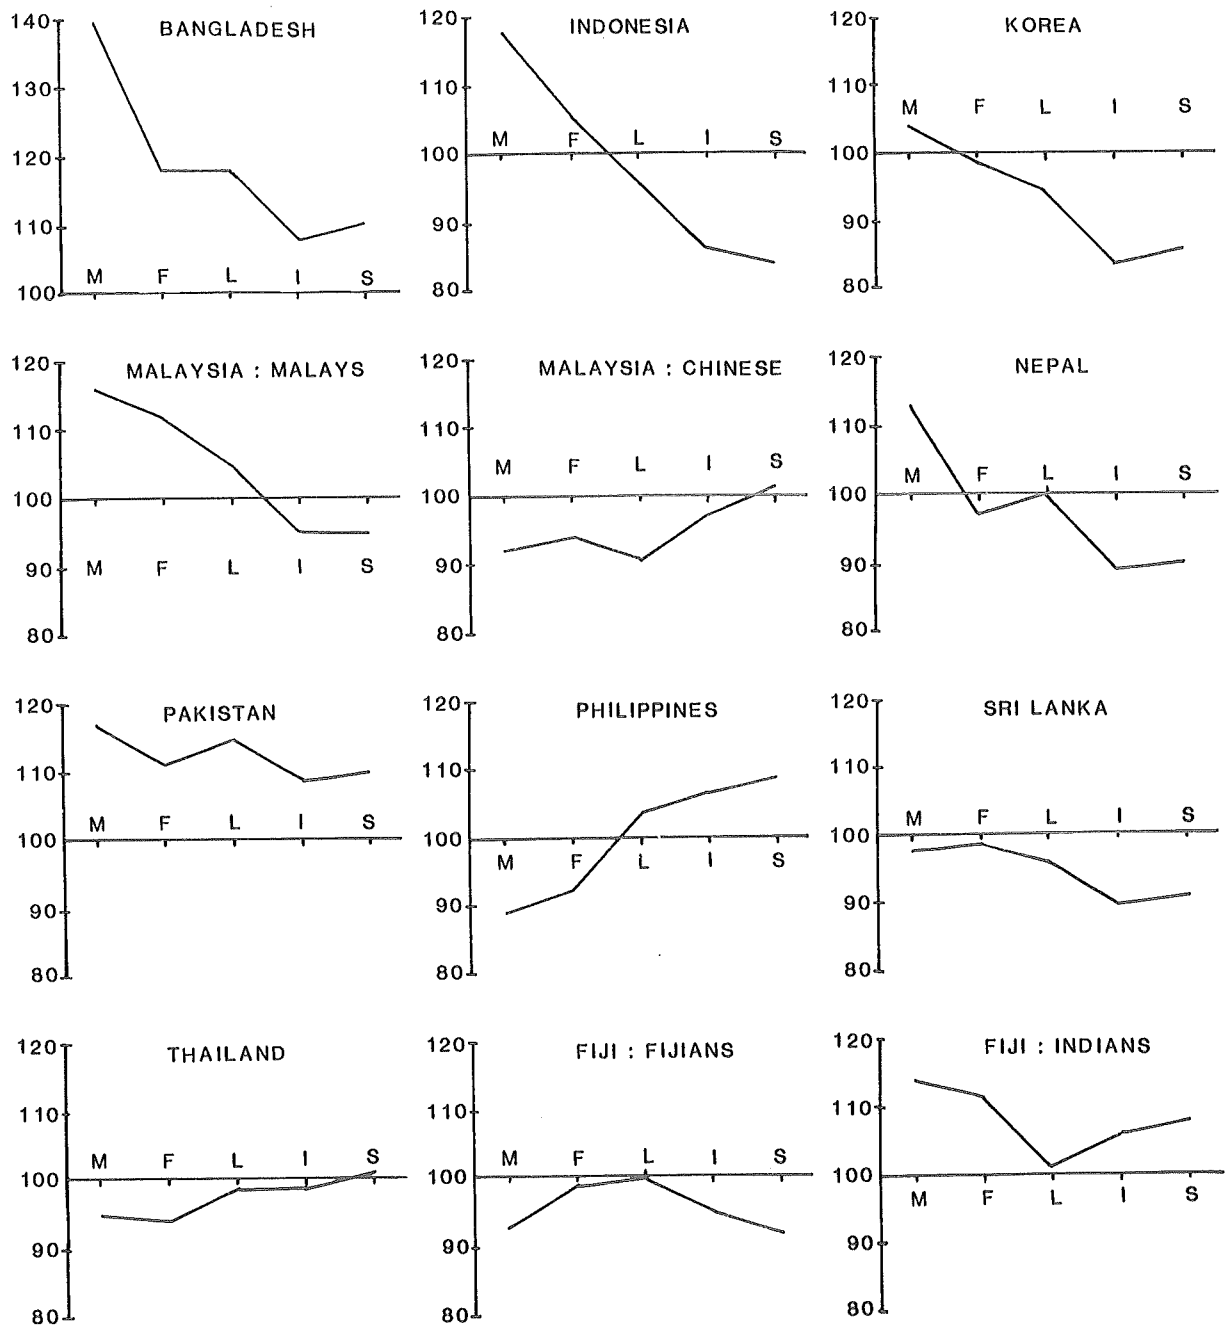 BANGLADESH
140
130
120
110
100
M F L I S
INDONESIA
120
110
100
90
80
M F L I S
KOREA
120
110
100
90
80
M F L I S
MALAYSIA : MALAYS
120
110
100
90
80
M F L I S
MALAYSIA : CHINESE
120
110
100
90
80
M F L I S
NEPAL
120
110
100
90
80
M F L I S
PAKISTAN
120
110
100
90
80
M F L I S
PHILIPPINES
120
110
100
90
80
M F L I S
SRI LANKA
120
110
100
90
80
M F L I S
THAILAND
120
110
100
90
80
M F L I S
FIJI : FIJIANS
120
110
100
90
80
M F L I S
FIJI : INDIANS
120
110
100
90
80
M F L I S